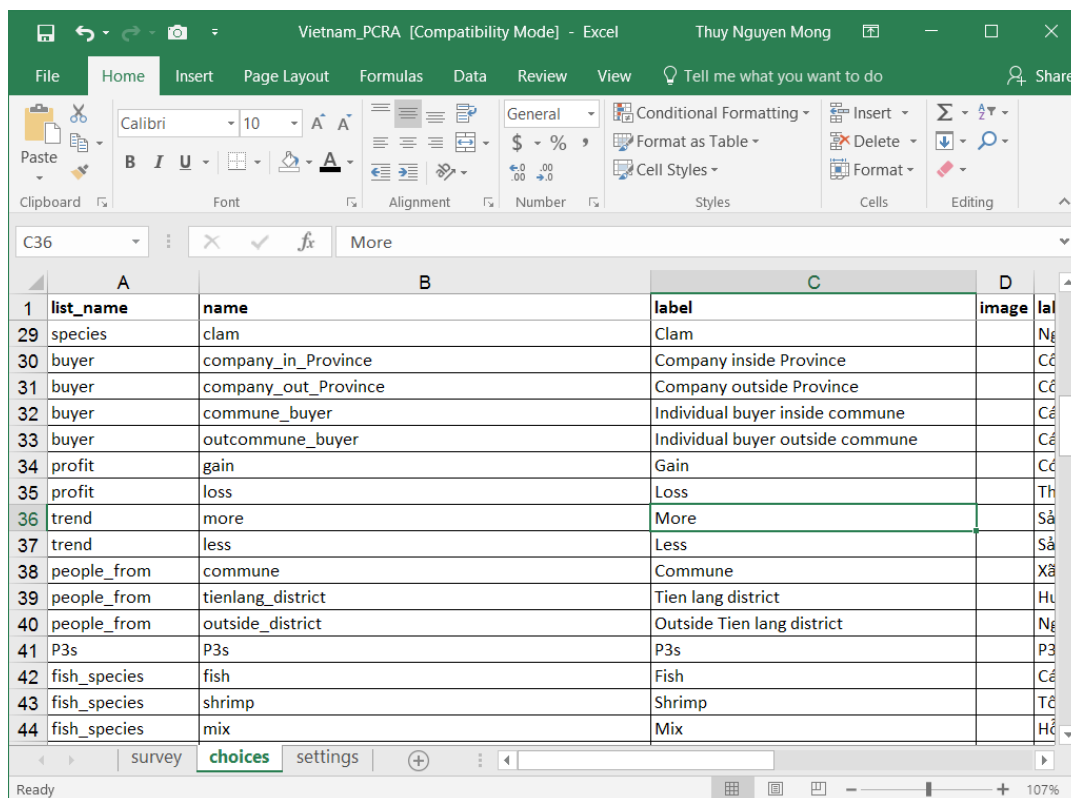 Vietnam_PCRA [Compatibility Mode] - Excel Thuy Nguyen Mong
File Home Insert Page Layout Formulas Data Review View Tell me what you want to do Share
Paste Calibri 10 A A General Conditional Formatting Insert
B I U A $ % , Format as Table Delete
.0 .00 .00 .0 Cell Styles Format
Clipboard Font Alignment Number Styles Cells Editing
C36 fx More
A B C D
1 list_name name label image
29 species clam Clam
30 buyer company_in_Province Company inside Province
31 buyer company_out_Province Company outside Province
32 buyer commune_buyer Individual buyer inside commune
33 buyer outcommune_buyer Individual buyer outside commune
34 profit gain Gain
35 profit loss Loss
36 trend more More
37 trend less Less
38 people_from commune Commune
39 people_from tienlang_district Tien lang district
40 people_from outside_district Outside Tien lang district
41 P3s P3s P3s
42 fish_species fish Fish
43 fish_species shrimp Shrimp
44 fish_species mix Mix
survey choices settings
Ready 107%